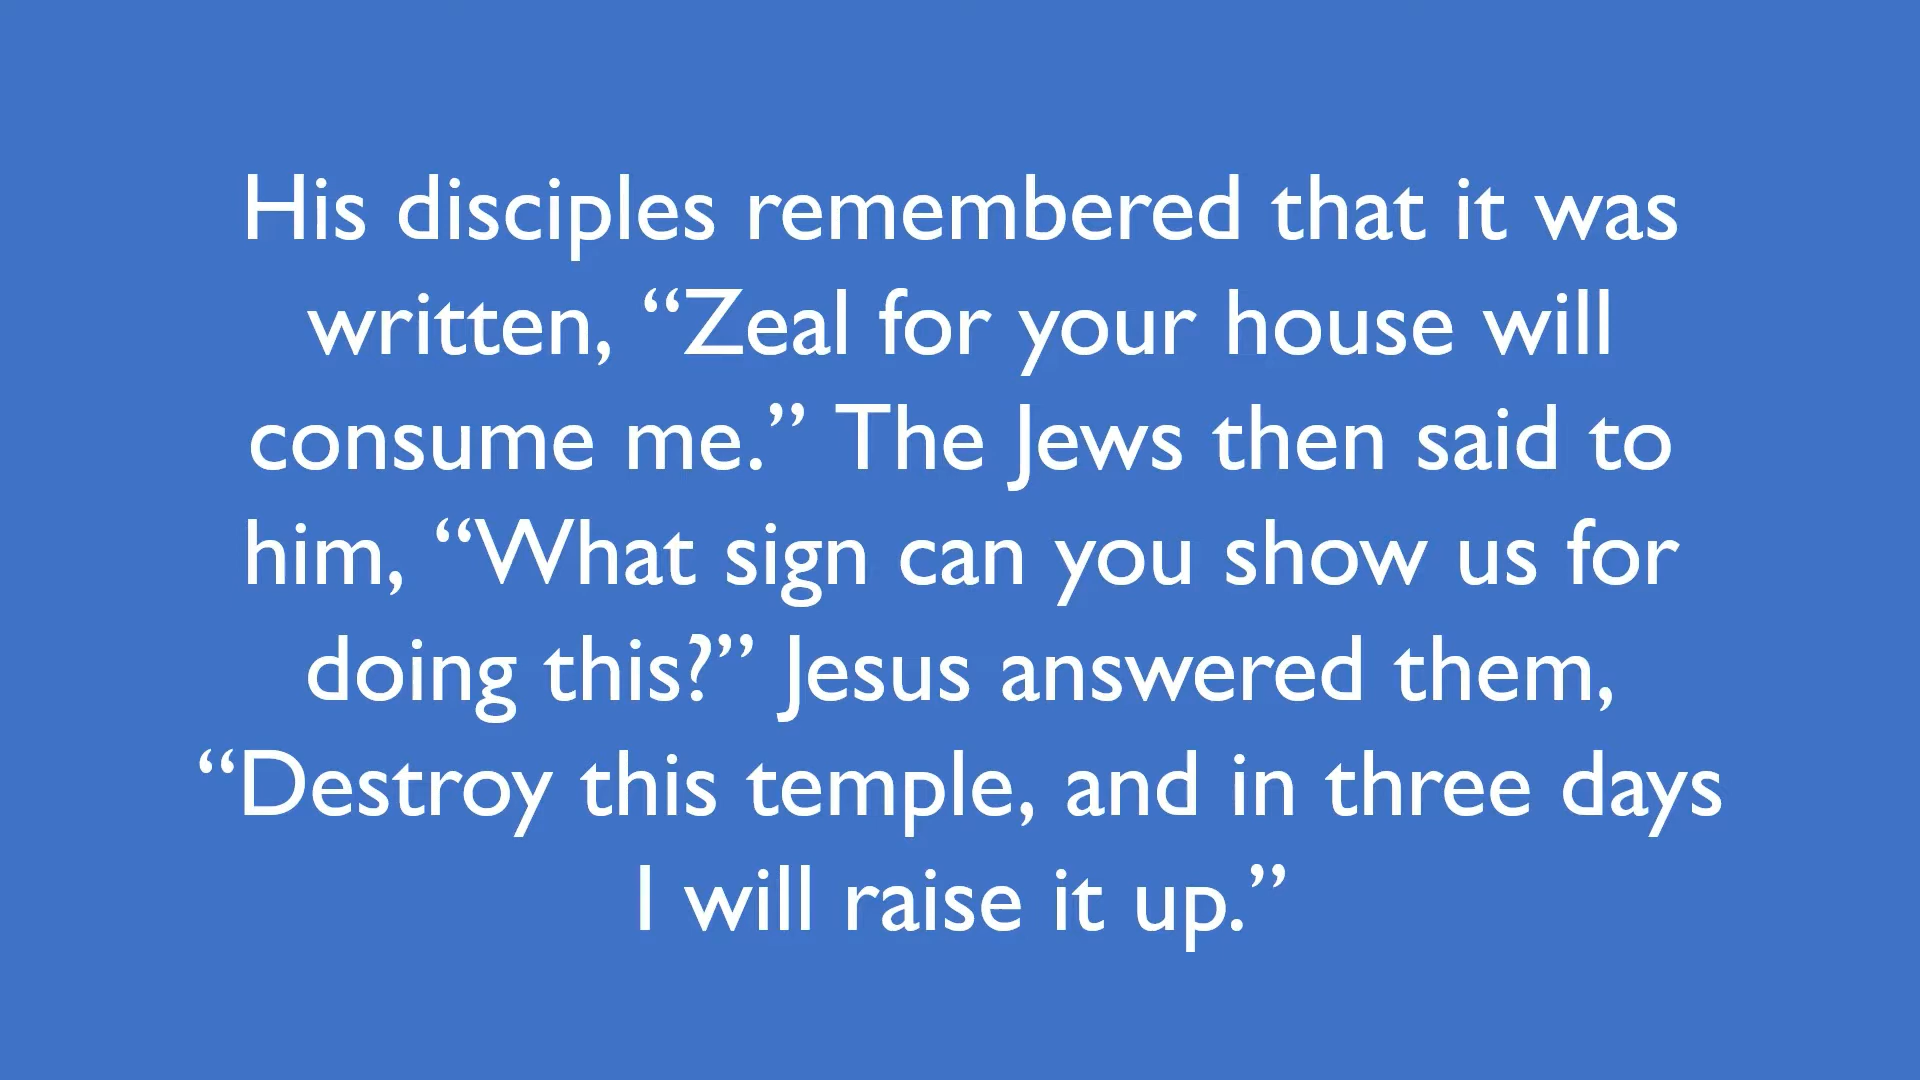 His disciples remembered that it was
written, “Zeal for your house will
consume me.” The Jews then said to
him, “What sign can you show us for
doing this?” Jesus answered them,
“Destroy this temple, and in three days
I will raise it up.”